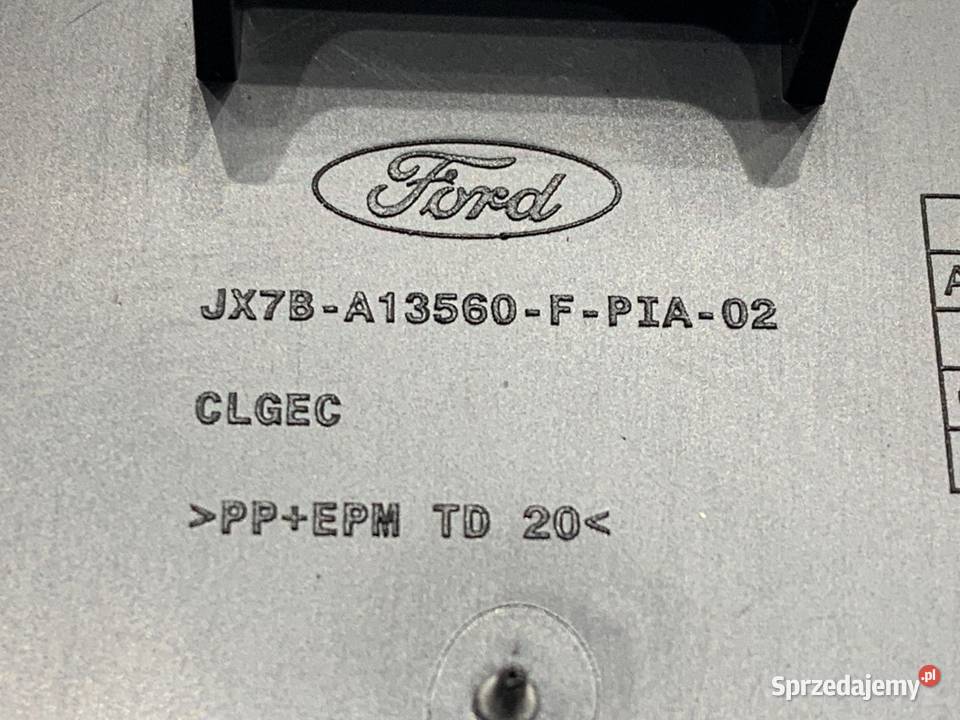 Ford
JX7B-A13560-F-PIA-02
CLGEC
>PP+EPM TD 20<
A
Sprzedajemy.pl